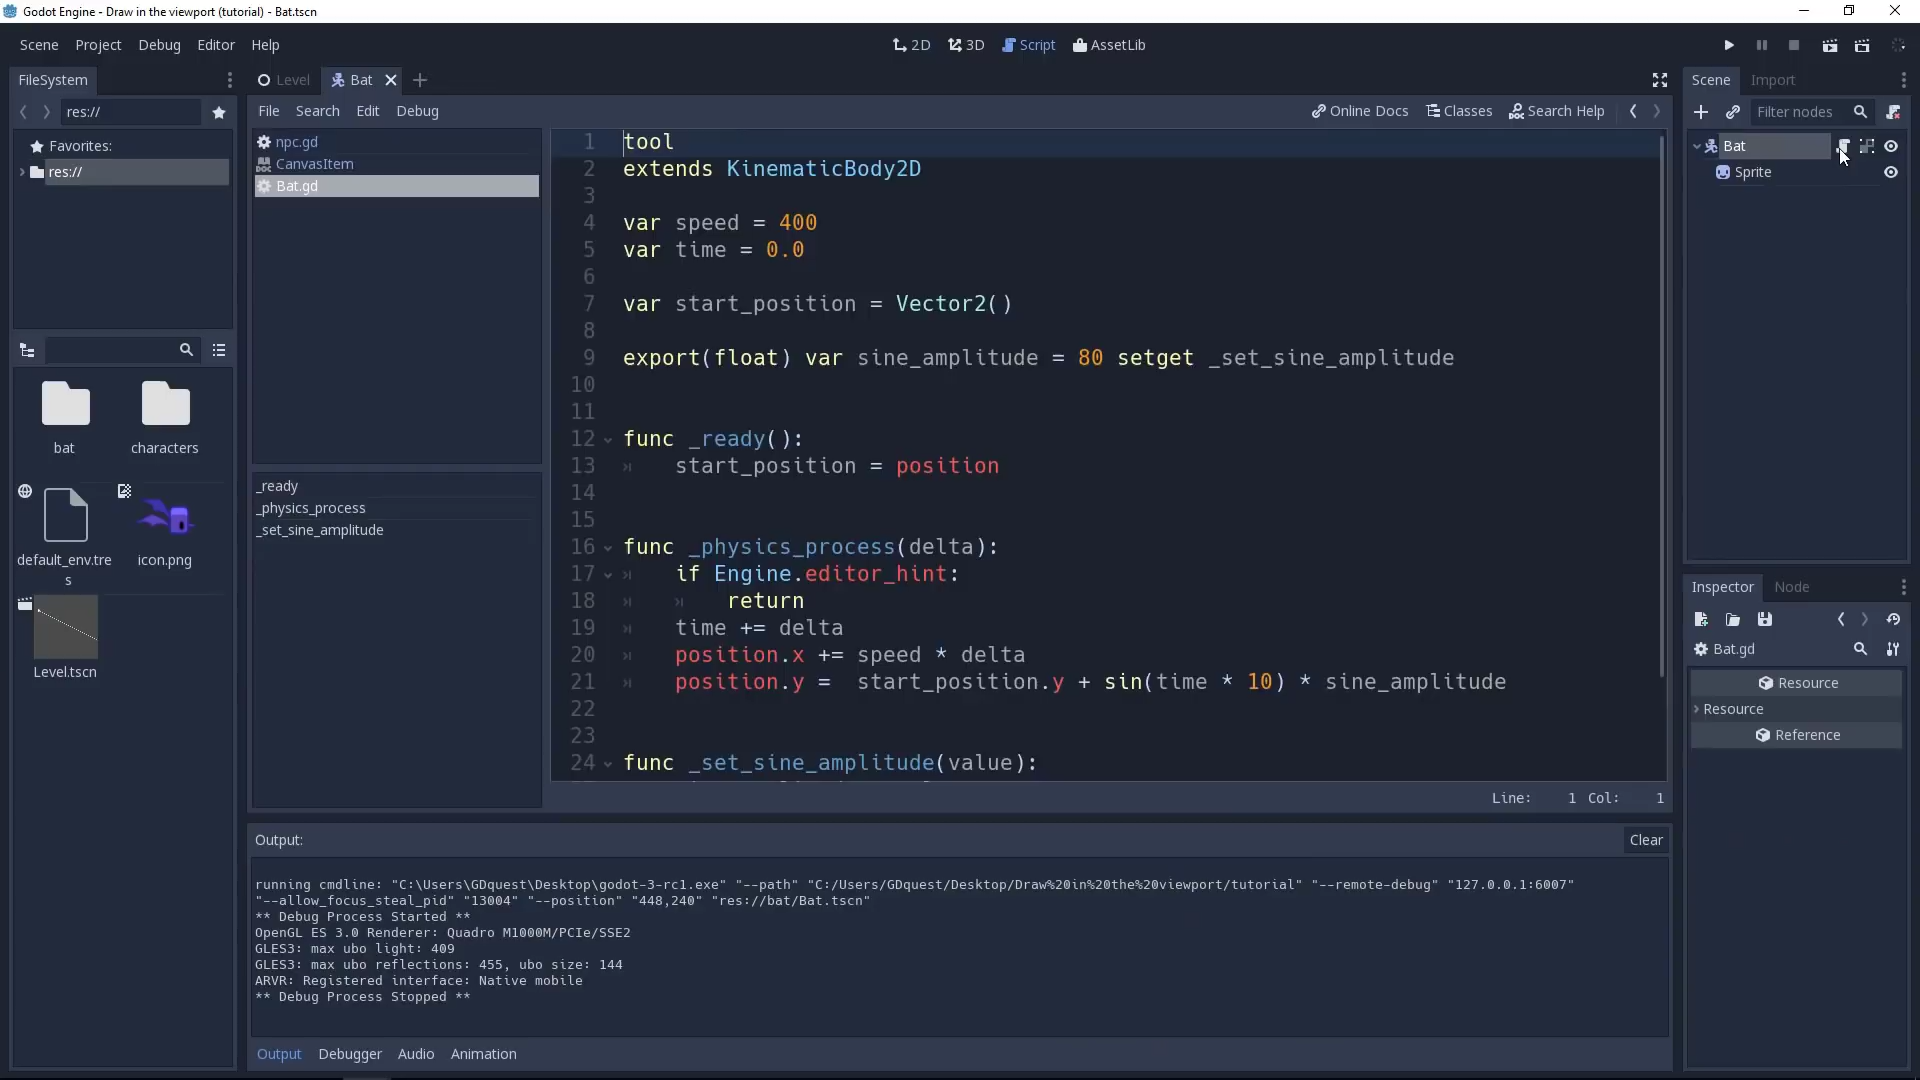 Godot Engine - Draw in the viewport (tutorial) - Bat.tscn
Scene Project Debug Editor Help
2D 3D Script AssetLib
FileSystem
Level Bat
Scene Import
res://
File Search Edit Debug
Online Docs Classes Search Help
Filter nodes
Favorites:
res://
bat
characters
default_env.tre
s
icon.png
Level.tscn
npc.gd
CanvasItem
Bat.gd
_ready
_physics_process
_set_sine_amplitude
1 tool
2 extends KinematicBody2D
3
4 var speed = 400
5 var time = 0.0
6
7 var start_position = Vector2()
8
9 export(float) var sine_amplitude = 80 setget _set_sine_amplitude
10
11
12 func _ready():
13 start_position = position
14
15
16 func _physics_process(delta):
17 if Engine.editor_hint:
18 return
19 time += delta
20 position.x += speed * delta
21 position.y =  start_position.y + sin(time * 10) * sine_amplitude
22
23
24 func _set_sine_amplitude(value):
Line: 1 Col: 1
Bat
Sprite
Inspector Node
Bat.gd
Resource
Resource
Reference
Output:
Clear
running cmdline: "C:\Users\GDquest\Desktop\godot-3-rc1.exe" "--path" "C:/Users/GDquest/Desktop/Draw%20in%20the%20viewport/tutorial" "--remote-debug" "127.0.0.1:6007"
"--allow_focus_steal_pid" "13004" "--position" "448,240" "res://bat/Bat.tscn"
** Debug Process Started **
OpenGL ES 3.0 Renderer: Quadro M1000M/PCIe/SSE2
GLES3: max ubo light: 409
GLES3: max ubo reflections: 455, ubo size: 144
ARVR: Registered interface: Native mobile
** Debug Process Stopped **
Output Debugger Audio Animation